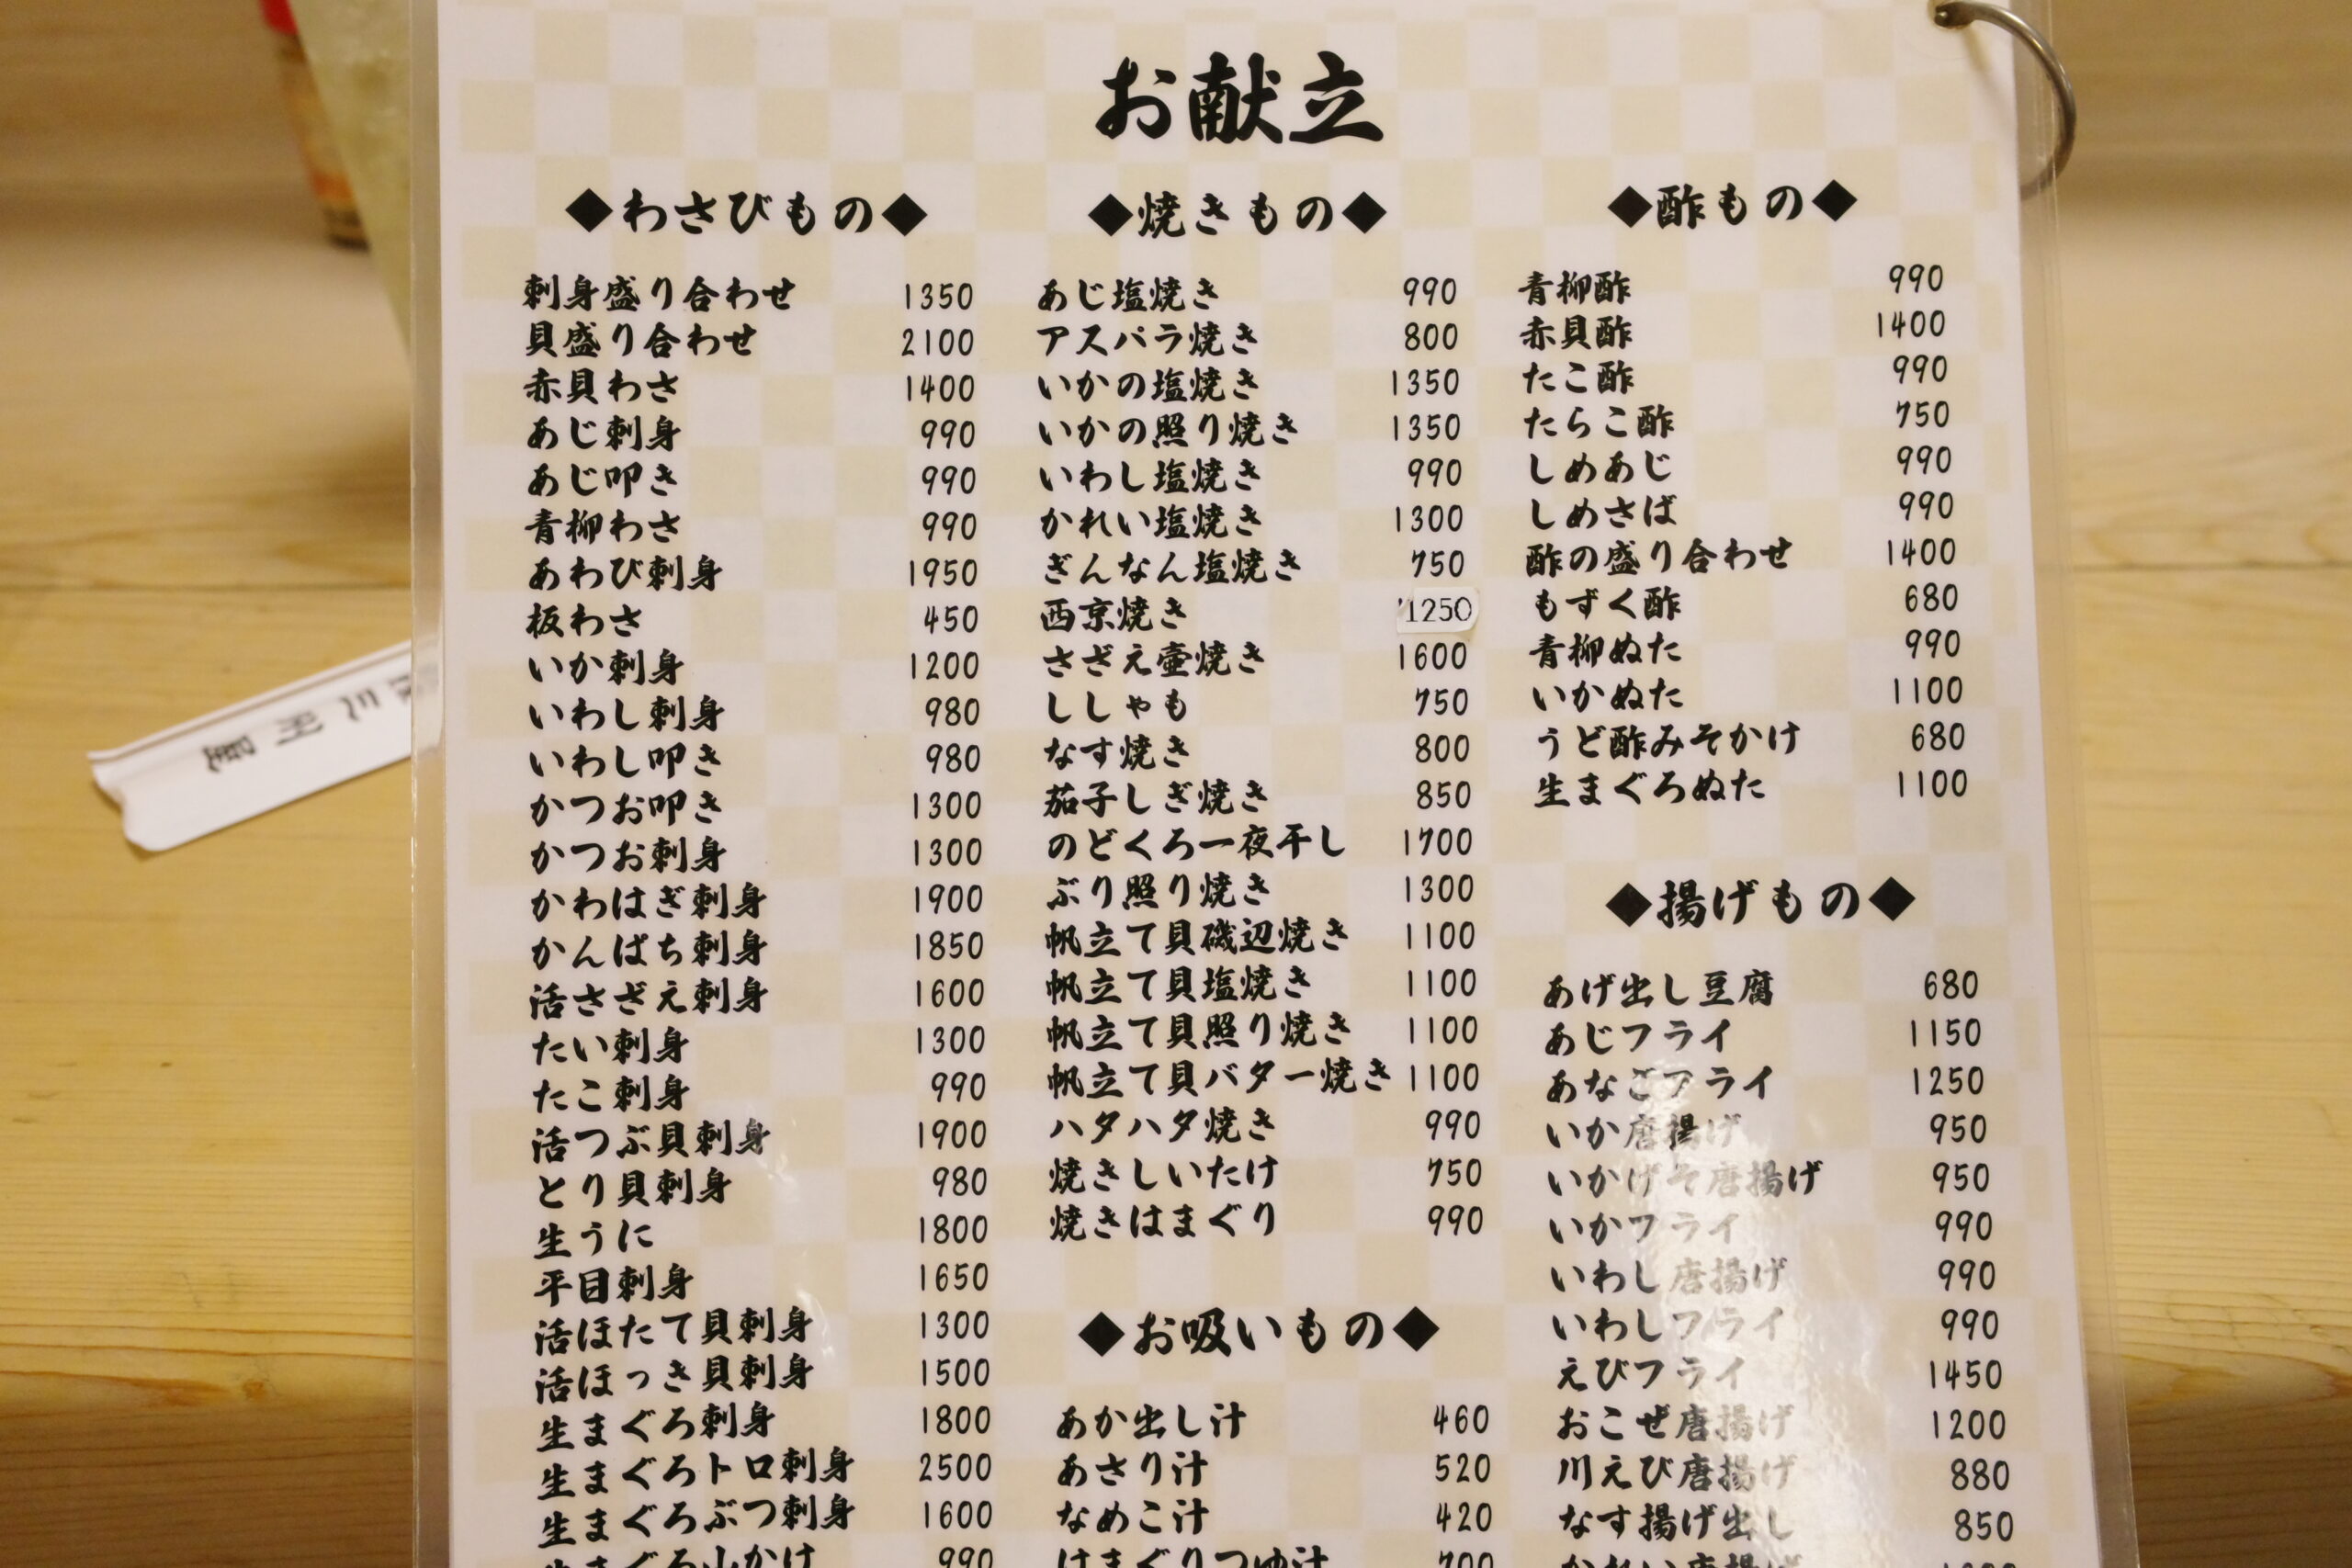 お献立
◆わさびもの◆
刺身盛り合わせ 1350
貝盛り合わせ 2100
赤貝わさ 1400
あじ刺身 990
あじ叩き 990
青柳わさ 990
あわび刺身 1950
板わさ 450
いか刺身 1200
いわし刺身 980
いわし叩き 980
かつお叩き 1300
かつお刺身 1300
かわはぎ刺身 1900
かんぱち刺身 1850
活さざえ刺身 1600
たい刺身 1300
たこ刺身 990
活つぶ貝刺身 1900
とり貝刺身 980
生うに 1800
平目刺身 1650
活ほたて貝刺身 1300
活ほっき貝刺身 1500
生まぐろ刺身 1800
生まぐろトロ刺身 2500
生まぐろぶつ刺身 1600
生まぐろ山かけ 990
◆焼きもの◆
あじ塩焼き 990
アスパラ焼き 800
いかの塩焼き 1350
いかの照り焼き 1350
いわし塩焼き 990
かれい塩焼き 1300
ぎんなん塩焼き 750
西京焼き 1250
さざえ壷焼き 1600
ししゃも 750
なす焼き 800
茄子しぎ焼き 850
のどくろ一夜干し 1700
ぶり照り焼き 1300
帆立て貝磯辺焼き 1100
帆立て貝塩焼き 1100
帆立て貝照り焼き 1100
帆立て貝バター焼き 1100
ハタハタ焼き 990
焼きしいたけ 750
焼きはまぐり 990
◆お吸いもの◆
あか出し汁 460
あさり汁 520
なめこ汁 420
はまぐりつゆ汁 700
◆酢もの◆
青柳酢 990
赤貝酢 1400
たこ酢 990
たらこ酢 750
しめあじ 990
しめさば 990
酢の盛り合わせ 1400
もずく酢 680
青柳ぬた 990
いかぬた 1100
うど酢みそかけ 680
生まぐろぬた 1100
◆揚げもの◆
あげ出し豆腐 680
あじフライ 1150
あなごフライ 1250
いか唐揚げ 950
いかげそ唐揚げ 950
いかフライ 990
いわし唐揚げ 990
いわしフライ 990
えびフライ 1450
おこぜ唐揚げ 1200
川えび唐揚げ 880
なす揚げ出し 850
かれい唐揚げ
三州屋